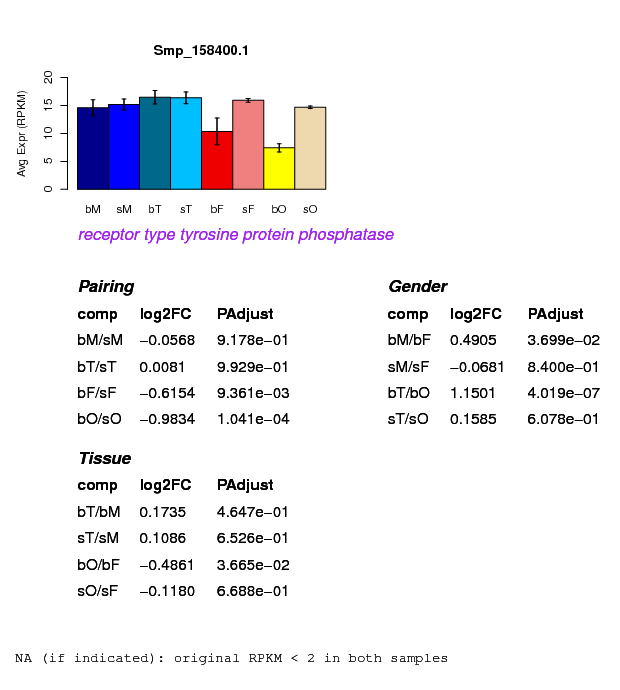 Smp_158400.1
Avg Expr (RPKM)
20
15
10
5
0
bM sM bT sT bF sF bO sO
receptor type tyrosine protein phosphatase
Pairing
comp log2FC PAdjust
bM/sM −0.0568 9.178e−01
bT/sT 0.0081 9.929e−01
bF/sF −0.6154 9.361e−03
bO/sO −0.9834 1.041e−04
Gender
comp log2FC PAdjust
bM/bF 0.4905 3.699e−02
sM/sF −0.0681 8.400e−01
bT/bO 1.1501 4.019e−07
sT/sO 0.1585 6.078e−01
Tissue
comp log2FC PAdjust
bT/bM 0.1735 4.647e−01
sT/sM 0.1086 6.526e−01
bO/bF −0.4861 3.665e−02
sO/sF −0.1180 6.688e−01
NA (if indicated): original RPKM < 2 in both samples